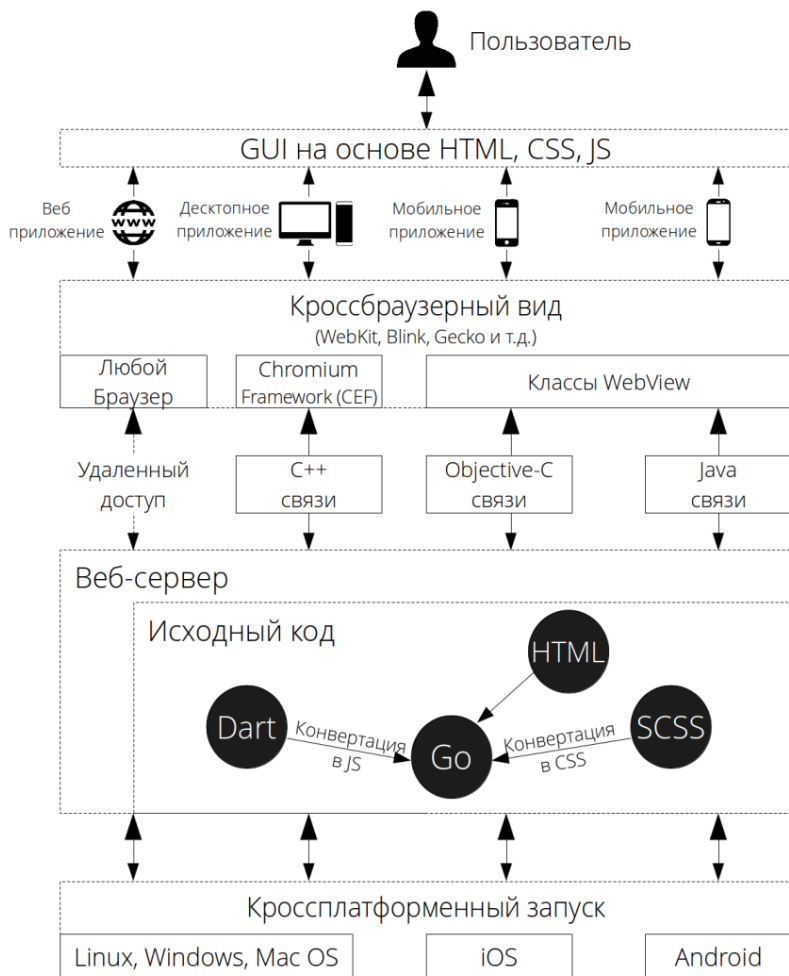 Пользователь
GUI на основе HTML, CSS, JS
Веб
приложение
www
Десктопное
приложение
Мобильное
приложение
Мобильное
приложение
Кроссбраузерный вид
(WebKit, Blink, Gecko и т.д.)
Любой
Браузер
Chromium
Framework (CEF)
Классы WebView
Удаленный
доступ
C++
связи
Objective-C
связи
Java
связи
Веб-сервер
Исходный код
HTML
Dart
Конвертация
в JS
Go
Конвертация
в CSS
SCSS
Кроссплатформенный запуск
Linux, Windows, Mac OS
iOS
Android